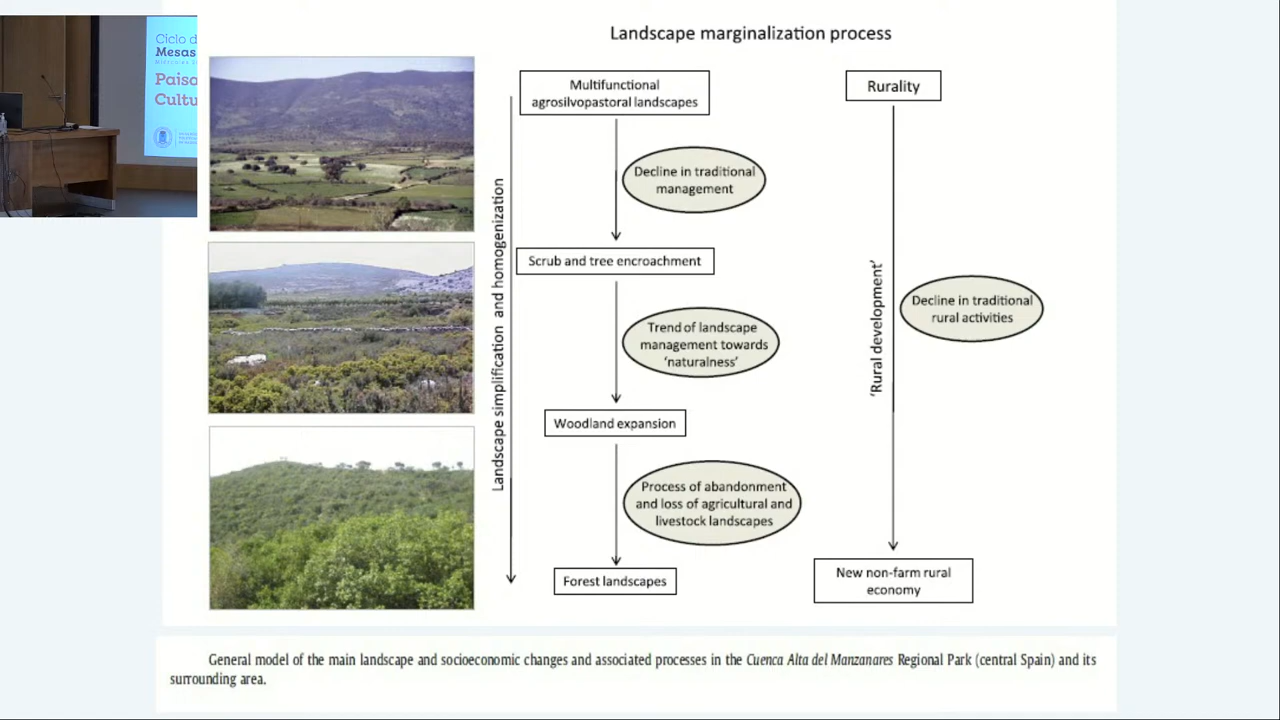 Ciclo d
Mesas
Paisa
Cultu
Landscape marginalization process
Multifunctional
agrosilvopastoral landscapes
Rurality
Decline in traditional
management
Landscape simplification and homogenization
Scrub and tree encroachment
'Rural development'
Decline in traditional
rural activities
Trend of landscape
management towards
'naturalness'
Woodland expansion
Process of abandonment
and loss of agricultural and
livestock landscapes
Forest landscapes
New non-farm rural
economy
General model of the main landscape and socioeconomic changes and associated processes in the Cuenca Alta del Manzanares Regional Park (central Spain) and its
surrounding area.